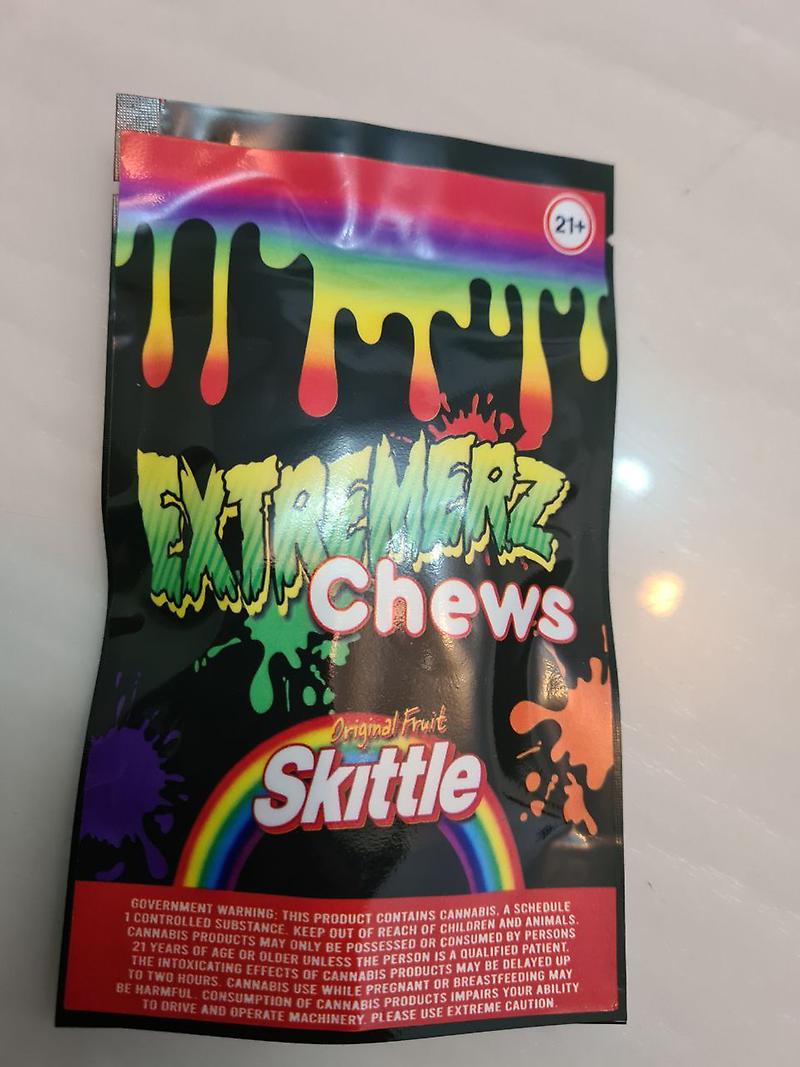 21+
EXTREMERZ
Chews
Original Fruit
Skittle
GOVERNMENT WARNING: THIS PRODUCT CONTAINS CANNABIS, A SCHEDULE
1 CONTROLLED SUBSTANCE. KEEP OUT OF REACH OF CHILDREN AND ANIMALS.
CANNABIS PRODUCTS MAY ONLY BE POSSESSED OR CONSUMED BY PERSONS
21 YEARS OF AGE OR OLDER UNLESS THE PERSON IS A QUALIFIED PATIENT.
THE INTOXICATING EFFECTS OF CANNABIS PRODUCTS MAY BE DELAYED UP
TO TWO HOURS. CANNABIS USE WHILE PREGNANT OR BREASTFEEDING MAY
BE HARMFUL. CONSUMPTION OF CANNABIS PRODUCTS IMPAIRS YOUR ABILITY
TO DRIVE AND OPERATE MACHINERY. PLEASE USE EXTREME CAUTION.